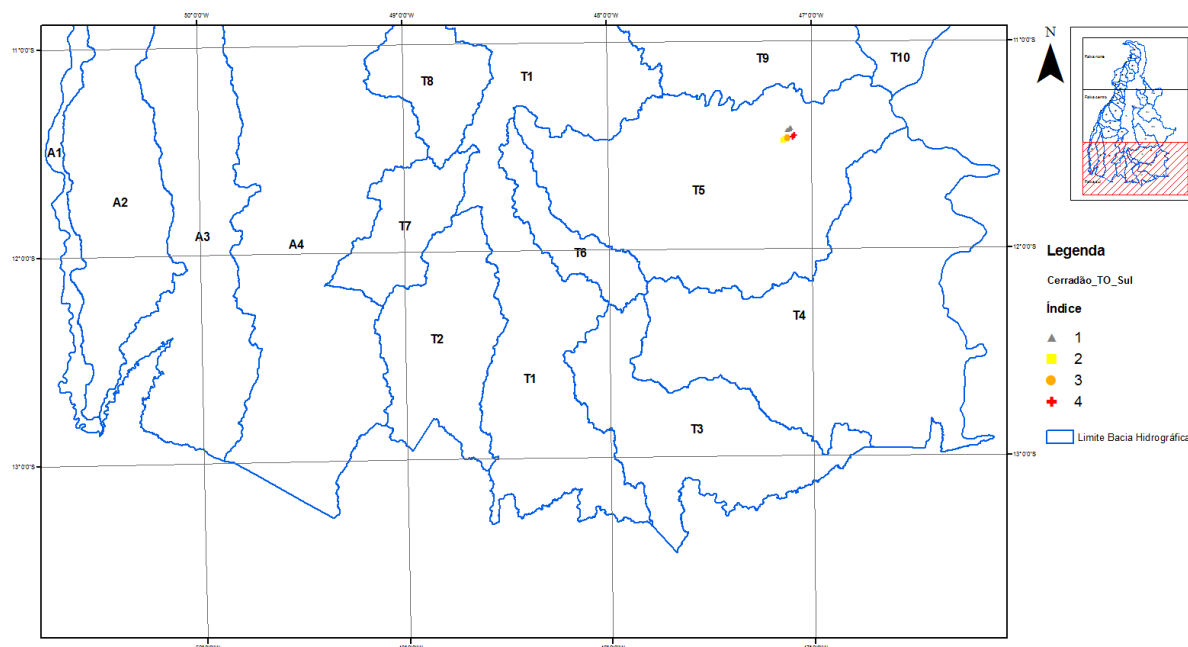 50°0'0"W 49°0'0"W 48°0'0"W 47°0'0"W
11°0'0"S 11°0'0"S
T8 T1 T9 T10
N
A1
A2
T5
A3 A4 T7
T6
12°0'0"S 12°0'0"S
T2
T4
T1
T3
13°0'0"S 13°0'0"S
Legenda
Cerradão_TO_Sul
Índice
1
2
3
4
Limite Bacia Hidrográfica